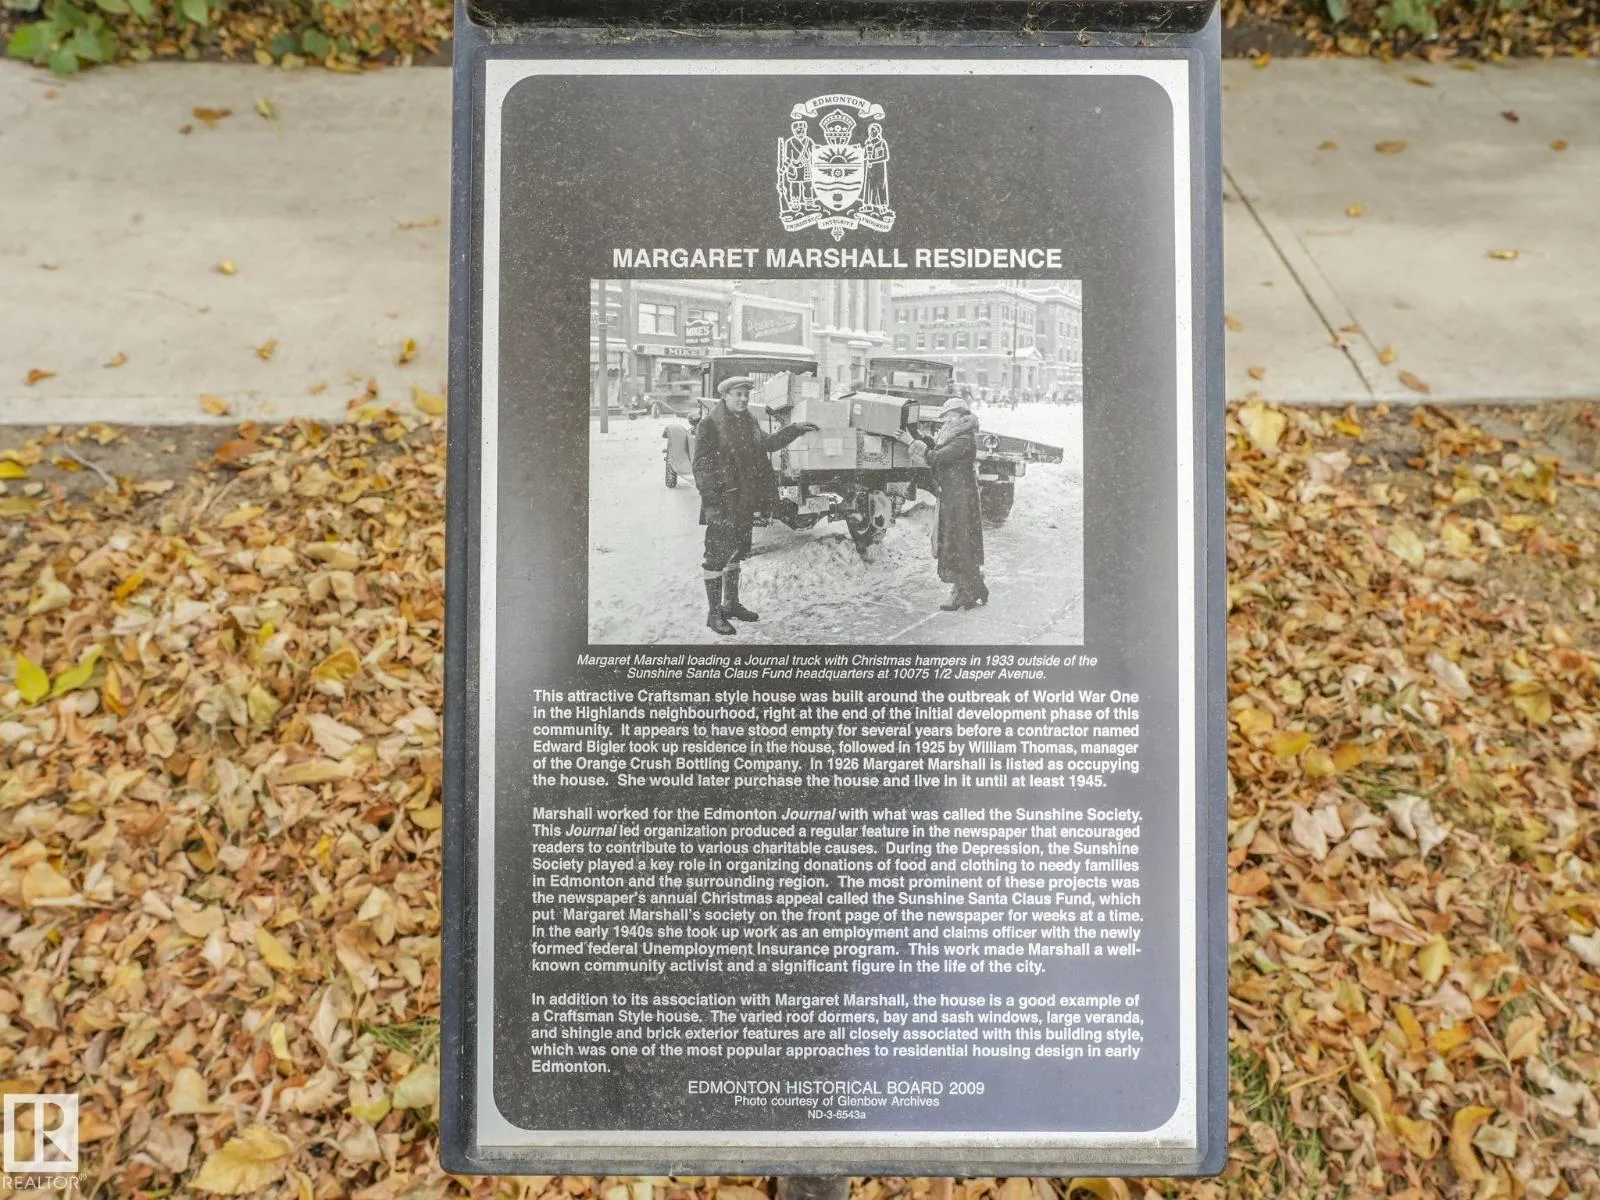 EDMONTON
INDUSTRY INTEGRITY PROGRESS
MARGARET MARSHALL RESIDENCE
MIKE'S
MIKE'S
Margaret Marshall loading a Journal truck with Christmas hampers in 1933 outside of the
Sunshine Santa Claus Fund headquarters at 10075 1/2 Jasper Avenue.
This attractive Craftsman style house was built around the outbreak of World War One
in the Highlands neighbourhood, right at the end of the initial development phase of this
community. It appears to have stood empty for several years before a contractor named
Edward Bigler took up residence in the house, followed in 1925 by William Thomas, manager
of the Orange Crush Bottling Company. In 1926 Margaret Marshall is listed as occupying
the house. She would later purchase the house and live in it until at least 1945.
Marshall worked for the Edmonton Journal with what was called the Sunshine Society.
This Journal led organization produced a regular feature in the newspaper that encouraged
readers to contribute to various charitable causes. During the Depression, the Sunshine
Society played a key role in organizing donations of food and clothing to needy families
in Edmonton and the surrounding region. The most prominent of these projects was
the newspaper's annual Christmas appeal called the Sunshine Santa Claus Fund, which
put Margaret Marshall's society on the front page of the newspaper for weeks at a time.
In the early 1940s she took up work as an employment and claims officer with the newly
formed federal Unemployment Insurance program. This work made Marshall a well-
known community activist and a significant figure in the life of the city.
In addition to its association with Margaret Marshall, the house is a good example of
a Craftsman Style house. The varied roof dormers, bay and sash windows, large veranda,
and shingle and brick exterior features are all closely associated with this building style,
which was one of the most popular approaches to residential housing design in early
Edmonton.
EDMONTON HISTORICAL BOARD 2009
Photo courtesy of Glenbow Archives
ND-3-6543a
R
REALTOR®